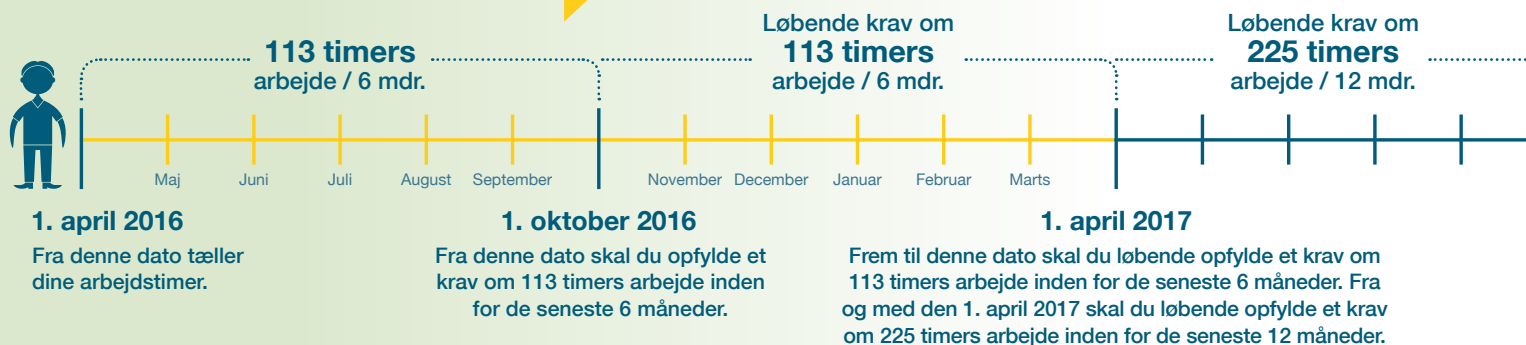 113 timers
arbejde / 6 mdr.
Løbende krav om
113 timers
arbejde / 6 mdr.
Løbende krav om
225 timers
arbejde / 12 mdr.
Maj
Juni
Juli
August
September
November
December
Januar
Februar
Marts
1. april 2016
Fra denne dato tæller
dine arbejdstimer.
1. oktober 2016
Fra denne dato skal du opfylde et
krav om 113 timers arbejde inden
for de seneste 6 måneder.
1. april 2017
Frem til denne dato skal du løbende opfylde et krav om
113 timers arbejde inden for de seneste 6 måneder. Fra
og med den 1. april 2017 skal du løbende opfylde et krav
om 225 timers arbejde inden for de seneste 12 måneder.